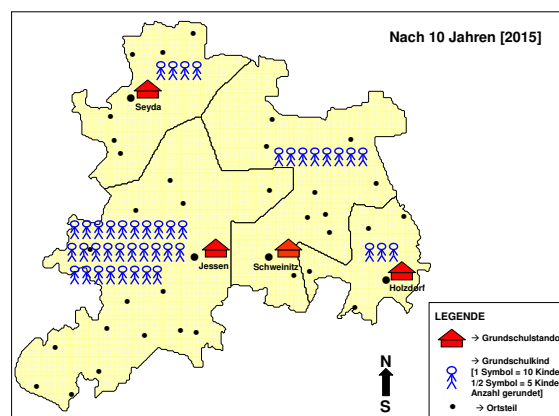 Nach 10 Jahren [2015]
Seyda
Jessen
Schweinitz
Holzdorf
LEGENDE
→ Grundschulstando
→ Grundschulkind
[1 Symbol = 10 Kinde
1/2 Symbol = 5 Kinde
Anzahl gerundet]
→ Ortsteil
N
S